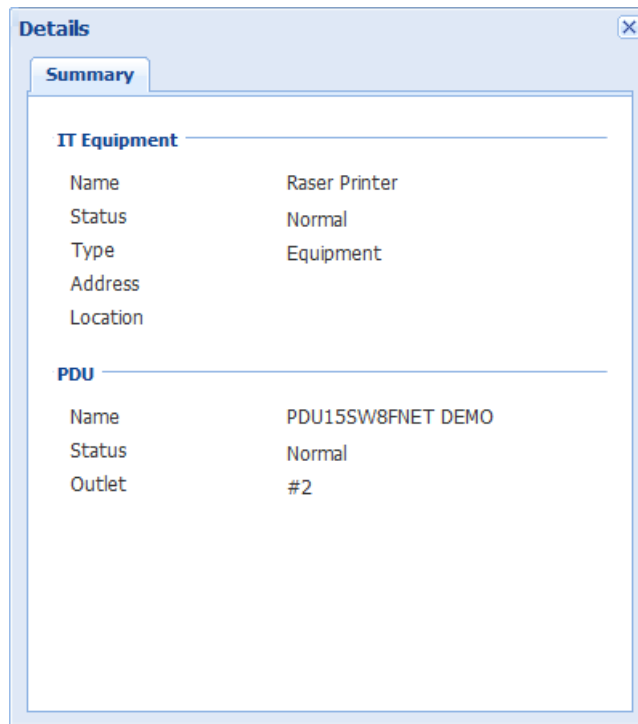 Details
Summary
IT Equipment
Name Raser Printer
Status Normal
Type Equipment
Address
Location
PDU
Name PDU15SW8FNET DEMO
Status Normal
Outlet #2